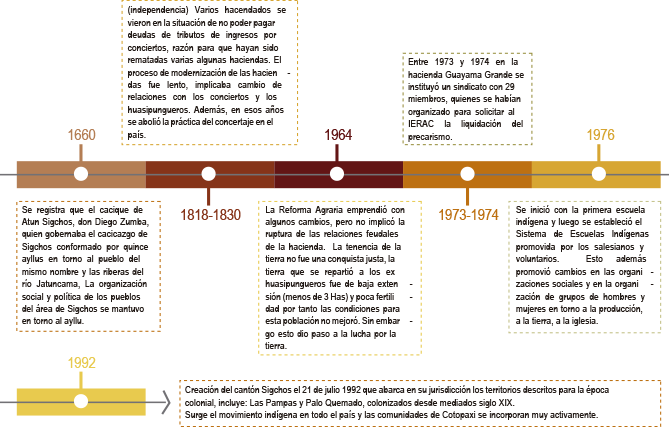 (independencia) Varios hacendados se
vieron en la situación de no poder pagar
deudas de tributos de ingresos por
conciertos, razón para que hayan sido
rematadas varias algunas haciendas. El
proceso de modernización de las hacien -
das fue lento, implicaba cambio de
relaciones con los conciertos y los
huasipungueros. Además, en esos años
se abolió la práctica del concertaje en el
país.
Entre 1973 y 1974 en la
hacienda Guayama Grande se
instituyó un sindicato con 29
miembros, quienes se habían
organizado para solicitar al
IERAC la liquidación del
precarismo.
1660
1964
1976
1818-1830
1973-1974
Se registra que el cacique de
Atun Sigchos, don Diego Zumba,
quien gobernaba el cacicazgo de
Sigchos conformado por quince
ayllus en torno al pueblo del
mismo nombre y las riberas del
río Jatuncama, La organización
social y política de los pueblos
del área de Sigchos se mantuvo
en torno al ayllu.
La Reforma Agraria emprendió con
algunos cambios, pero no implicó la
ruptura de las relaciones feudales
de la hacienda. La tenencia de la
tierra no fue una conquista justa, la
tierra que se repartió a los ex
huasipungueros fue de baja exten -
sión (menos de 3 Has) y poca fertili -
dad por tanto las condiciones para
esta población no mejoró. Sin embar -
go esto dio paso a la lucha por la
tierra.
Se inició con la primera escuela
indígena y luego se estableció el
Sistema de Escuelas Indígenas
promovida por los salesianos y
voluntarios. Esto además
promovió cambios en las organi -
zaciones sociales y en la organi -
zación de grupos de hombres y
mujeres en torno a la producción,
a la tierra, a la iglesia.
1992
Creación del cantón Sigchos el 21 de julio 1992 que abarca en su jurisdicción los territorios descritos para la época
colonial, incluye: Las Pampas y Palo Quemado, colonizados desde mediados siglo XIX.
Surge el movimiento indígena en todo el país y las comunidades de Cotopaxi se incorporan muy activamente.